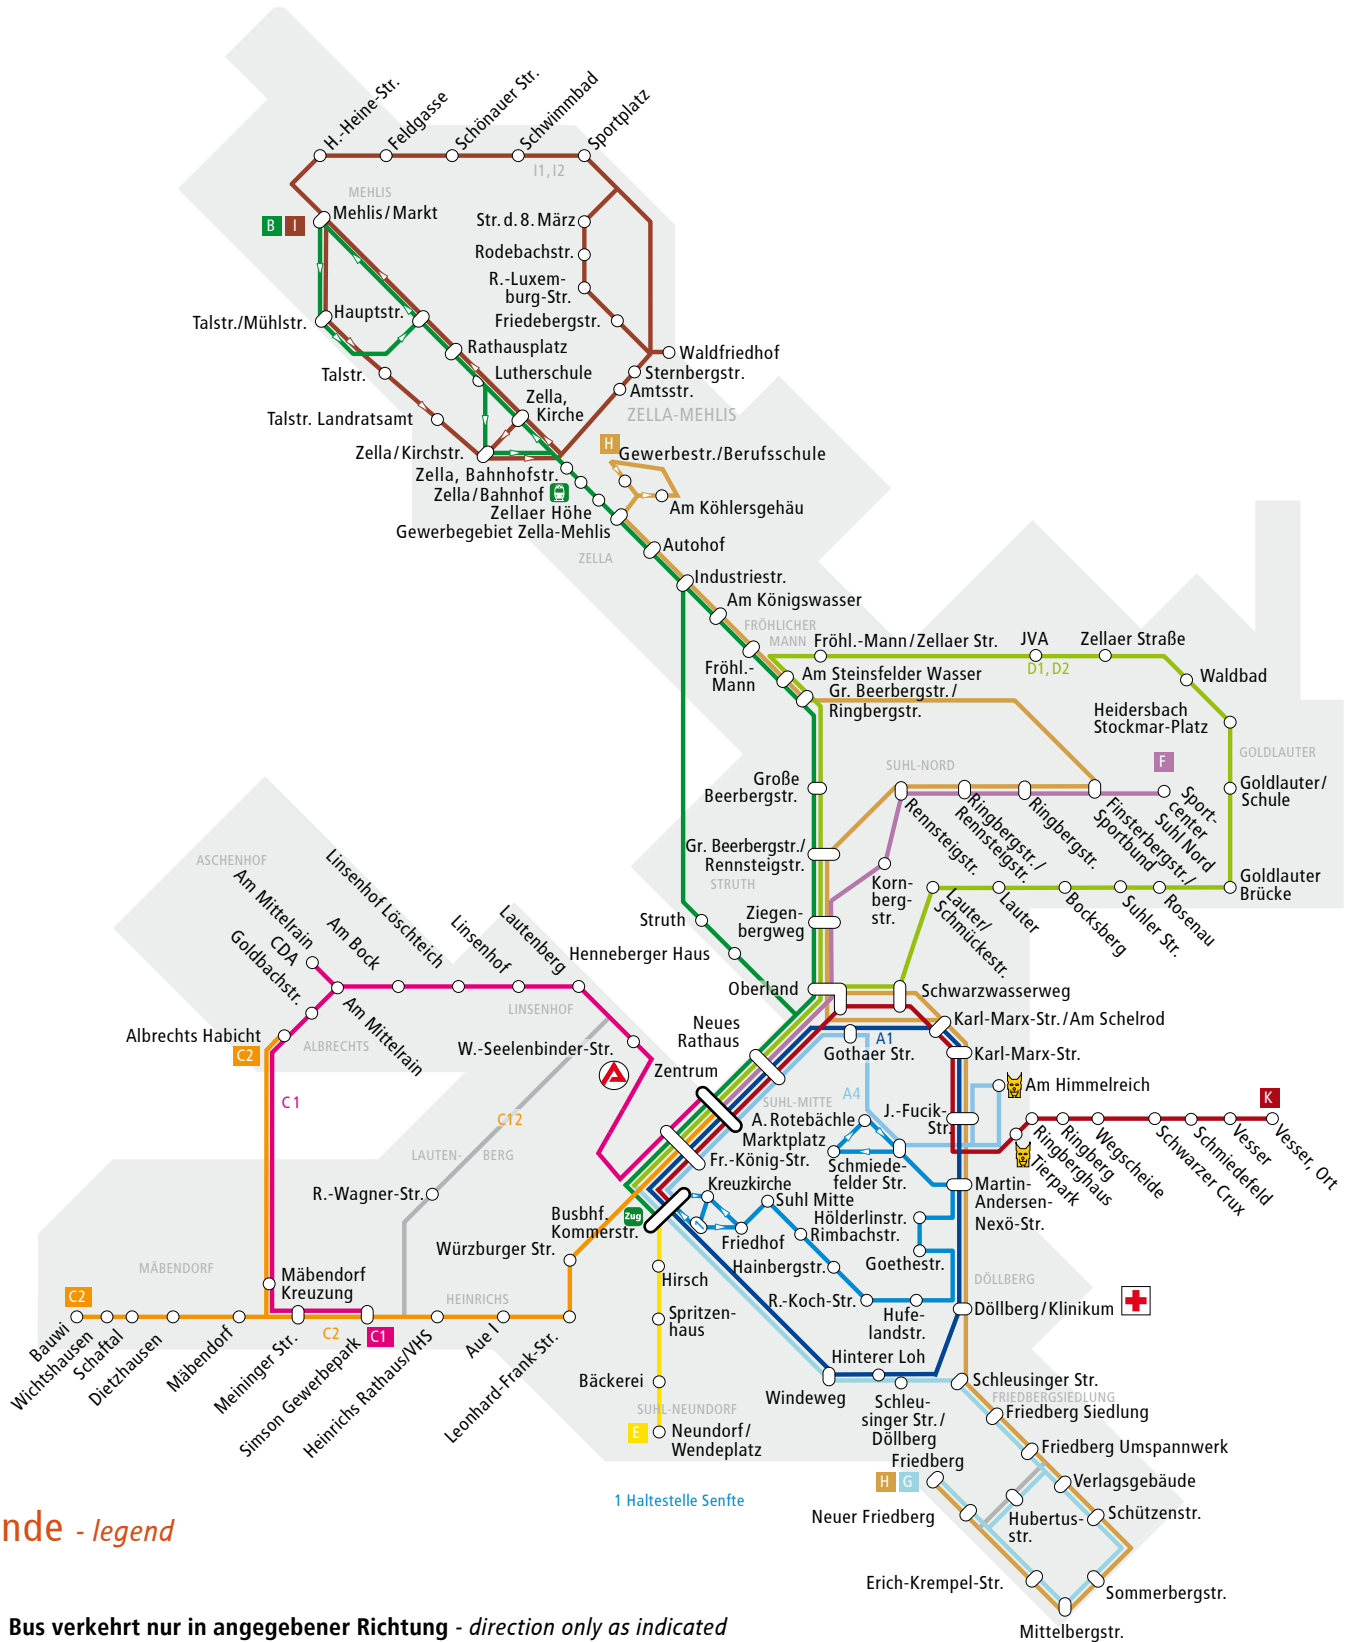 H.-Heine-Str.
Feldgasse
Schönauer Str.
Schwimmbad
Sportplatz
I1, I2
MEHLIS
B
I
Mehlis/Markt
Str. d. 8. März
Rodebachstr.
R.-Luxem-
burg-Str.
Friedebergstr.
Talstr./Mühlstr.
Hauptstr.
Rathausplatz
Lutherschule
Waldfriedhof
Sternbergstr.
Amtsstr.
Talstr.
Talstr. Landratsamt
Zella,
Kirche
ZELLA-MEHLIS
Zella/Kirchstr.
H
Gewerbestr./Berufsschule
Zella, Bahnhofstr.
Zella/Bahnhof
Zellaer Höhe
Am Köhlersgehäu
Gewerbegebiet Zella-Mehlis
Autohof
ZELLA
Industriestr.
Am Königswasser
FRÖHLICHER
MANN
Fröhl.-Mann/Zellaer Str.
JVA
Zellaer Straße
D1, D2
Fröhl.-
Mann
Am Steinsfelder Wasser
Gr. Beerbergstr./
Ringbergstr.
Waldbad
Heidersbach
Stockmar-Platz
GOLDLAUTER
F
SUHL-NORD
Große
Beerbergstr.
Goldlauter/
Schule
Rennsteigstr.
Ringbergstr./
Rennsteigstr.
Ringbergstr.
Finsterbergstr./
Sportbund
Sport-
center
Suhl Nord
Gr. Beerbergstr./
Rennsteigstr.
STRUTH
Korn-
berg-
str.
Goldlauter
Brücke
Lauter/
Schmückestr.
Lauter
Bocksberg
Suhler Str.
Rosenau
Struth
Ziegen-
bergweg
Henneberger Haus
Oberland
Schwarzwasserweg
ASCHENHOF
Am Mittelrain
CDA
Goldbachstr.
Am Bock
Linsenhof Löschteich
Linsenhof
Lautenberg
LINSENHOF
Am Mittelrain
Albrechts Habicht
C2
ALBRECHTS
W.-Seelenbinder-Str.
Neues
Rathaus
Karl-Marx-Str./Am Schelrod
A1
Gothaer Str.
Karl-Marx-Str.
Zentrum
C1
C12
SUHL-MITTE
A4
Am Himmelreich
A. Rotebächle
J.-Fucik-
Str.
K
Marktplatz
Fr.-König-Str.
Schmiede-
felder Str.
Tierpark
Ringberghaus
Ringberg
Wegscheide
Schwarzer Crux
Schmiedefeld
Vesser
Vesser, Ort
LAUTEN-
BERG
R.-Wagner-Str.
Kreuzkirche
Suhl Mitte
Martin-
Andersen-
Nexö-Str.
Busbhf.
Kommerstr.
Zug
1
Friedhof
Hölderlinstr.
Rimbachstr.
Würzburger Str.
Hainbergstr.
Goethestr.
Hirsch
MÄBENDORF
Mäbendorf
Kreuzung
HEINRICHS
R.-Koch-Str.
Hufe-
landstr.
DÖLLBERG
Döllberg/Klinikum
C2
C2
C1
Spritzen-
haus
Bauwi
Wichtshausen
Schaftal
Dietzhausen
Mäbendorf
Meininger Str.
Simson Gewerbepark
Heinrichs Rathaus/VHS
Aue I
Leonhard-Frank-Str.
Hinterer Loh
Bäckerei
Windeweg
Schleu-
singer Str./
Döllberg
Schleusinger Str.
FRIEDBERGSIEDLUNG
Friedberg Siedlung
SUHL-NEUNDORF
E
Neundorf/
Wendeplatz
Friedberg Umspannwerk
Friedberg
H
G
Verlagsgebäude
1 Haltestelle Senfte
Neuer Friedberg
Hubertus-
str.
Schützenstr.
nde - legend
Erich-Krempel-Str.
Sommerbergstr.
Mittelbergstr.
Bus verkehrt nur in angegebener Richtung - direction only as indicated